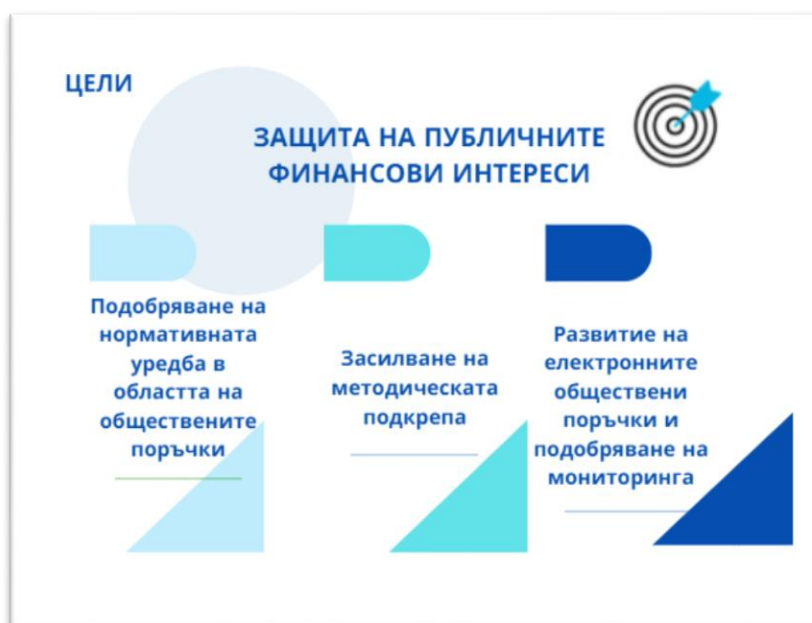 ЦЕЛИ
ЗАЩИТА НА ПУБЛИЧНИТЕ
ФИНАНСОВИ ИНТЕРЕСИ
Подобряване на
нормативната
уредба в
областта на
обществените
поръчки
Засилване на
методическата
подкрепа
Развитие на
електронните
обществени
поръчки и
подобряване на
мониторинга